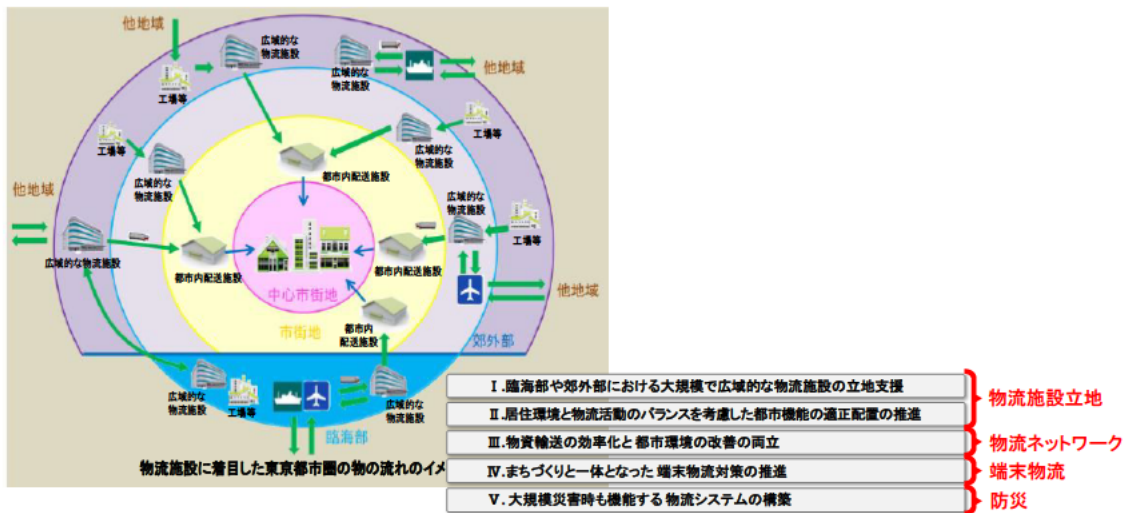 他地域
広域的な
物流施設
工場等
広域的な
物流施設
他地域
工場等
広域的な
物流施設
広域的な
物流施設
工場等
都市内配送施設
他地域
広域的な物流施設
都市内配送施設
広域的な
物流施設
工場等
都市内配送施設
他地域
中心市街地
市街地
都市内
配送施設
郊外部
広域的な
物流施設
工場等
広域的な
物流施設
臨海部
物流施設に着目した東京都市圏の物の流れのイメ
Ⅰ.臨海部や郊外部における大規模で広域的な物流施設の立地支援
Ⅱ.居住環境と物流活動のバランスを考慮した都市機能の適正配置の推進
物流施設立地
Ⅲ.物資輸送の効率化と都市環境の改善の両立
物流ネットワーク
Ⅳ.まちづくりと一体となった端末物流対策の推進
端末物流
Ⅴ.大規模災害時も機能する物流システムの構築
防災